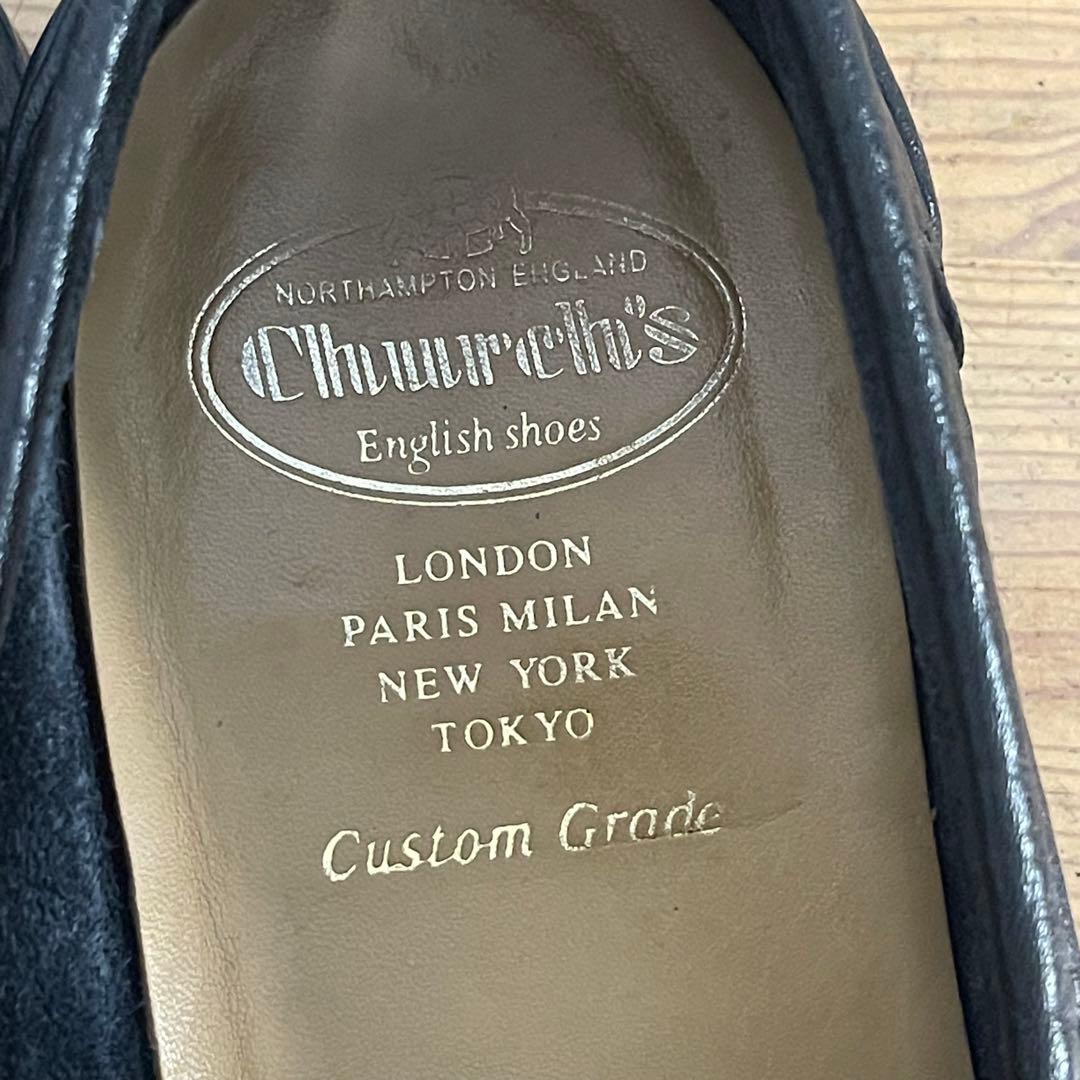 NORTHAMPTON ENGLAND
Church's
English shoes
LONDON
PARIS MILAN
NEW YORK
TOKYO
Custom Grade